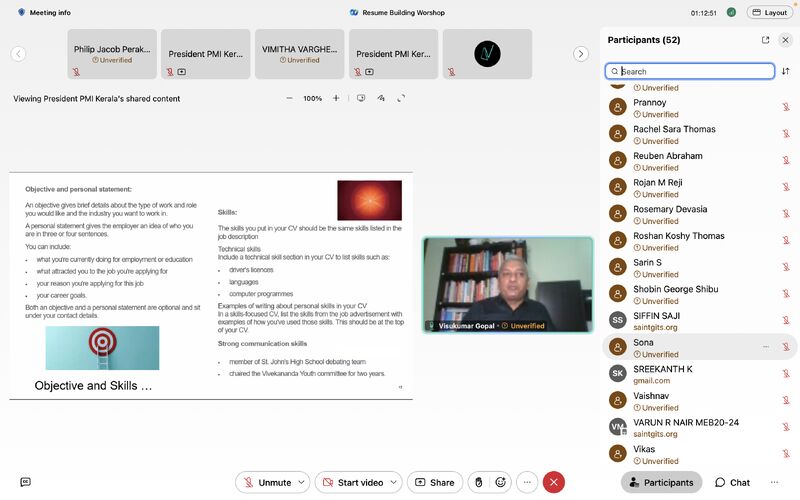 Meeting info
Resume Building Worshop
01:12:51
Layout
Philip Jacob Perak...
Unverified
President PMI Ker...
VIMITHA VARGHE...
Unverified
President PMI Ker...
Viewing President PMI Kerala's shared content
100%
Objective and personal statement:
An objective gives brief details about the type of work and role
you would like and the industry you want to work in.
A personal statement gives the employer an idea of who you
are in three or four sentences.
You can include:
• what you're currently doing for employment or education
• what attracted you to the job you're applying for
• your reason you're applying for this job
• your career goals.
Both an objective and a personal statement are optional and sit
under your contact details.
Objective and Skills ...
Skills:
The skills you put in your CV should be the same skills listed in the
job description
Technical skills
Include a technical skill section in your CV to list skills such as:
• driver's licences
• languages
• computer programmes
Examples of writing about personal skills in your CV
In a skills-focused CV, list the skills from the job advertisement with
examples of how you've used those skills. This should be at the top
of your CV.
Strong communication skills
• member of St. John's High School debating team
• chaired the Vivekananda Youth committee for two years.
Visukumar Gopal • Unverified
Participants (52)
Search
Unverified
Prannoy
Unverified
Rachel Sara Thomas
Unverified
Reuben Abraham
Unverified
Rojan M Reji
Unverified
Rosemary Devasia
Unverified
Roshan Koshy Thomas
Unverified
Sarin S
Unverified
Shobin George Shibu
Unverified
SS
SIFFIN SAJI
saintgits.org
Sona
Unverified
SK
SREEKANTH K
gmail.com
Vaishnav
Unverified
VM
VARUN R NAIR MEB20-24
saintgits.org
Vikas
Unverified
Unmute
Start video
Share
Participants
Chat